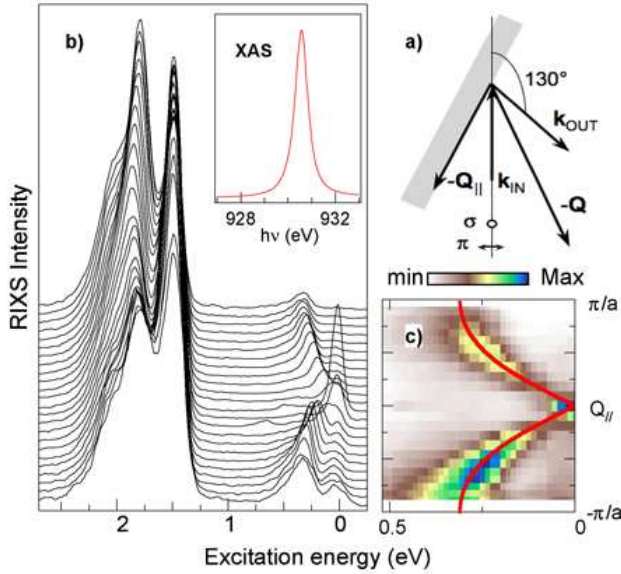 b)
XAS
928
932
hν (eV)
RIXS Intensity
2
1
0
a)
130°
k_OUT
-Q_||
k_IN
-Q
σ
π
min
Max
c)
π/a
Q_//
-π/a
0.5
0
Excitation energy (eV)